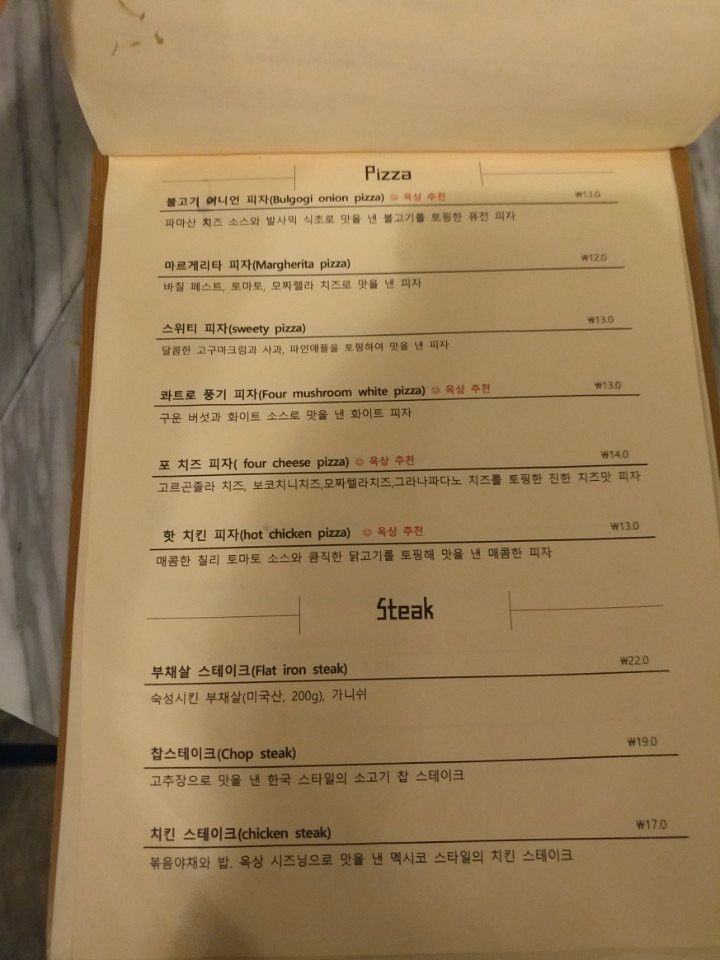 Pizza
불고기 어니언 피자(Bulgogi onion pizza) ☺ 옥상 추천 ₩13.0
파마산 치즈 소스와 발사믹 식초로 맛을 낸 불고기를 토핑한 퓨전 피자
마르게리타 피자(Margherita pizza) ₩12.0
바질 페스트, 토마토, 모짜렐라 치즈로 맛을 낸 피자
스위티 피자(sweety pizza) ₩13.0
달콤한 고구마크림과 사과, 파인애플을 토핑하여 맛을 낸 피자
콰트로 풍기 피자(Four mushroom white pizza) ☺ 옥상 추천 ₩13.0
구운 버섯과 화이트 소스로 맛을 낸 화이트 피자
포 치즈 피자( four cheese pizza) ☺ 옥상 추천 ₩14.0
고르곤졸라 치즈, 보코치니치즈,모짜렐라치즈,그라나파다노 치즈를 토핑한 진한 치즈맛 피자
핫 치킨 피자(hot chicken pizza) ☺ 옥상 추천 ₩13.0
매콤한 칠리 토마토 소스와 큼직한 닭고기를 토핑해 맛을 낸 매콤한 피자
Steak
부채살 스테이크(Flat iron steak) ₩22.0
숙성시킨 부채살(미국산, 200g), 가니쉬
찹스테이크(Chop steak) ₩19.0
고추장으로 맛을 낸 한국 스타일의 소고기 찹 스테이크
치킨 스테이크(chicken steak) ₩17.0
볶음야채와 밥. 옥상 시즈닝으로 맛을 낸 멕시코 스타일의 치킨 스테이크